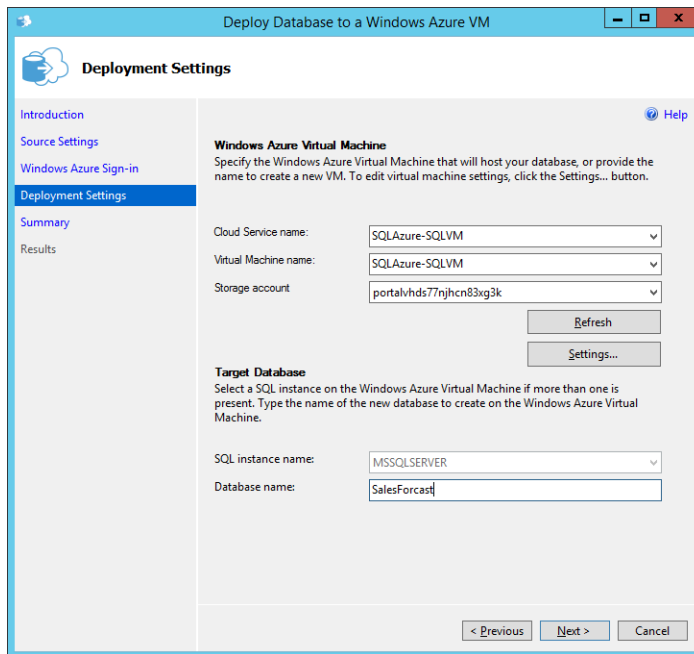 Deploy Database to a Windows Azure VM
Deployment Settings
Introduction
Source Settings
Windows Azure Sign-in
Deployment Settings
Summary
Results
Help
Windows Azure Virtual Machine
Specify the Windows Azure Virtual Machine that will host your database, or provide the
name to create a new VM. To edit virtual machine settings, click the Settings... button.
Cloud Service name:
SQLAzure-SQLVM
Virtual Machine name:
SQLAzure-SQLVM
Storage account
portalvhds77njhcn83xg3k
Refresh
Settings...
Target Database
Select a SQL instance on the Windows Azure Virtual Machine if more than one is
present. Type the name of the new database to create on the Windows Azure Virtual
Machine.
SQL instance name:
MSSQLSERVER
Database name:
SalesForcast
< Previous
Next >
Cancel